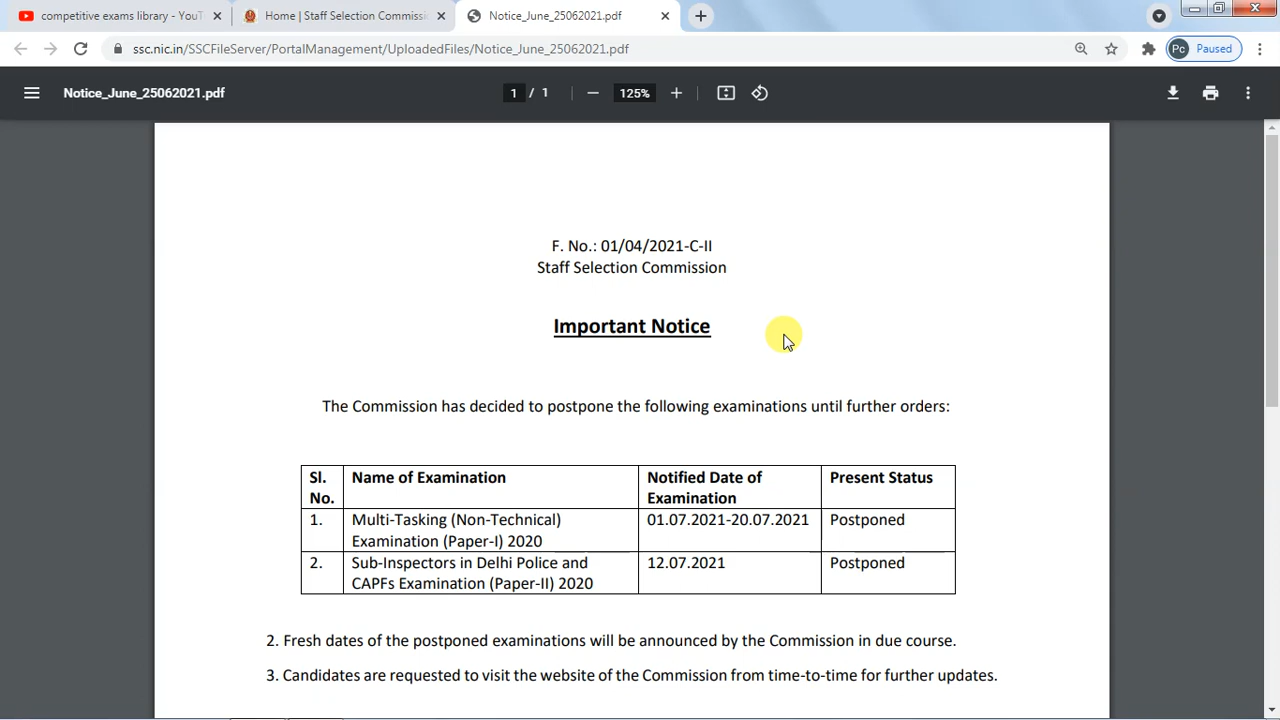 competitive exams library - YouT
Home | Staff Selection Commissi
Notice_June_25062021.pdf
ssc.nic.in/SSCFileServer/PortalManagement/UploadedFiles/Notice_June_25062021.pdf
Pc Paused
Notice_June_25062021.pdf
1 / 1
125%
F. No.: 01/04/2021-C-II
Staff Selection Commission
Important Notice
The Commission has decided to postpone the following examinations until further orders:
Sl. No. Name of Examination Notified Date of Examination Present Status
1. Multi-Tasking (Non-Technical) Examination (Paper-I) 2020 01.07.2021-20.07.2021 Postponed
2. Sub-Inspectors in Delhi Police and CAPFs Examination (Paper-II) 2020 12.07.2021 Postponed
2. Fresh dates of the postponed examinations will be announced by the Commission in due course.
3. Candidates are requested to visit the website of the Commission from time-to-time for further updates.